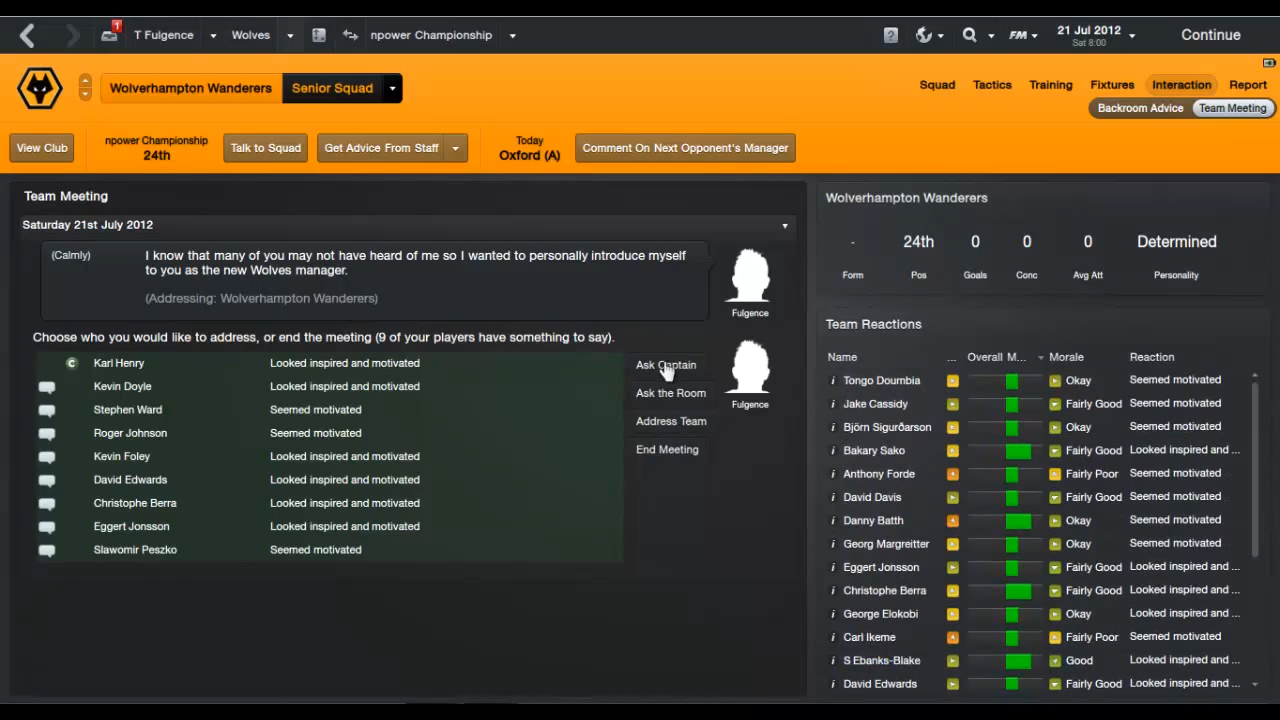 1
T Fulgence
Wolves
npower Championship
?
FM
21 Jul 2012
Sat 8:00
Continue
Wolverhampton Wanderers
Senior Squad
Squad
Tactics
Training
Fixtures
Interaction
Report
Backroom Advice
Team Meeting
View Club
npower Championship
24th
Talk to Squad
Get Advice From Staff
Today
Oxford (A)
Comment On Next Opponent's Manager
Team Meeting
Saturday 21st July 2012
(Calmly)
I know that many of you may not have heard of me so I wanted to personally introduce myself
to you as the new Wolves manager.
(Addressing: Wolverhampton Wanderers)
Fulgence
Choose who you would like to address, or end the meeting (9 of your players have something to say).
C Karl Henry Looked inspired and motivated
Kevin Doyle Looked inspired and motivated
Stephen Ward Seemed motivated
Roger Johnson Seemed motivated
Kevin Foley Looked inspired and motivated
David Edwards Looked inspired and motivated
Christophe Berra Looked inspired and motivated
Eggert Jonsson Looked inspired and motivated
Slawomir Peszko Seemed motivated
Ask Captain
Ask the Room
Address Team
End Meeting
Fulgence
Wolverhampton Wanderers
- 24th 0 0 0 Determined
Form Pos Goals Conc Avg Att Personality
Team Reactions
Name ... Overall M... Morale Reaction
i Tongo Doumbia Okay Seemed motivated
i Jake Cassidy Fairly Good Seemed motivated
i Björn Sigurðarson Okay Seemed motivated
i Bakary Sako Fairly Good Looked inspired and ...
i Anthony Forde Fairly Poor Seemed motivated
i David Davis Fairly Good Seemed motivated
i Danny Batth Okay Seemed motivated
i Georg Margreitter Okay Seemed motivated
i Eggert Jonsson Fairly Good Looked inspired and ...
i Christophe Berra Fairly Good Looked inspired and ...
i George Elokobi Okay Looked inspired and ...
i Carl Ikeme Fairly Poor Seemed motivated
i S Ebanks-Blake Good Looked inspired and ...
i David Edwards Fairly Good Looked inspired and ...